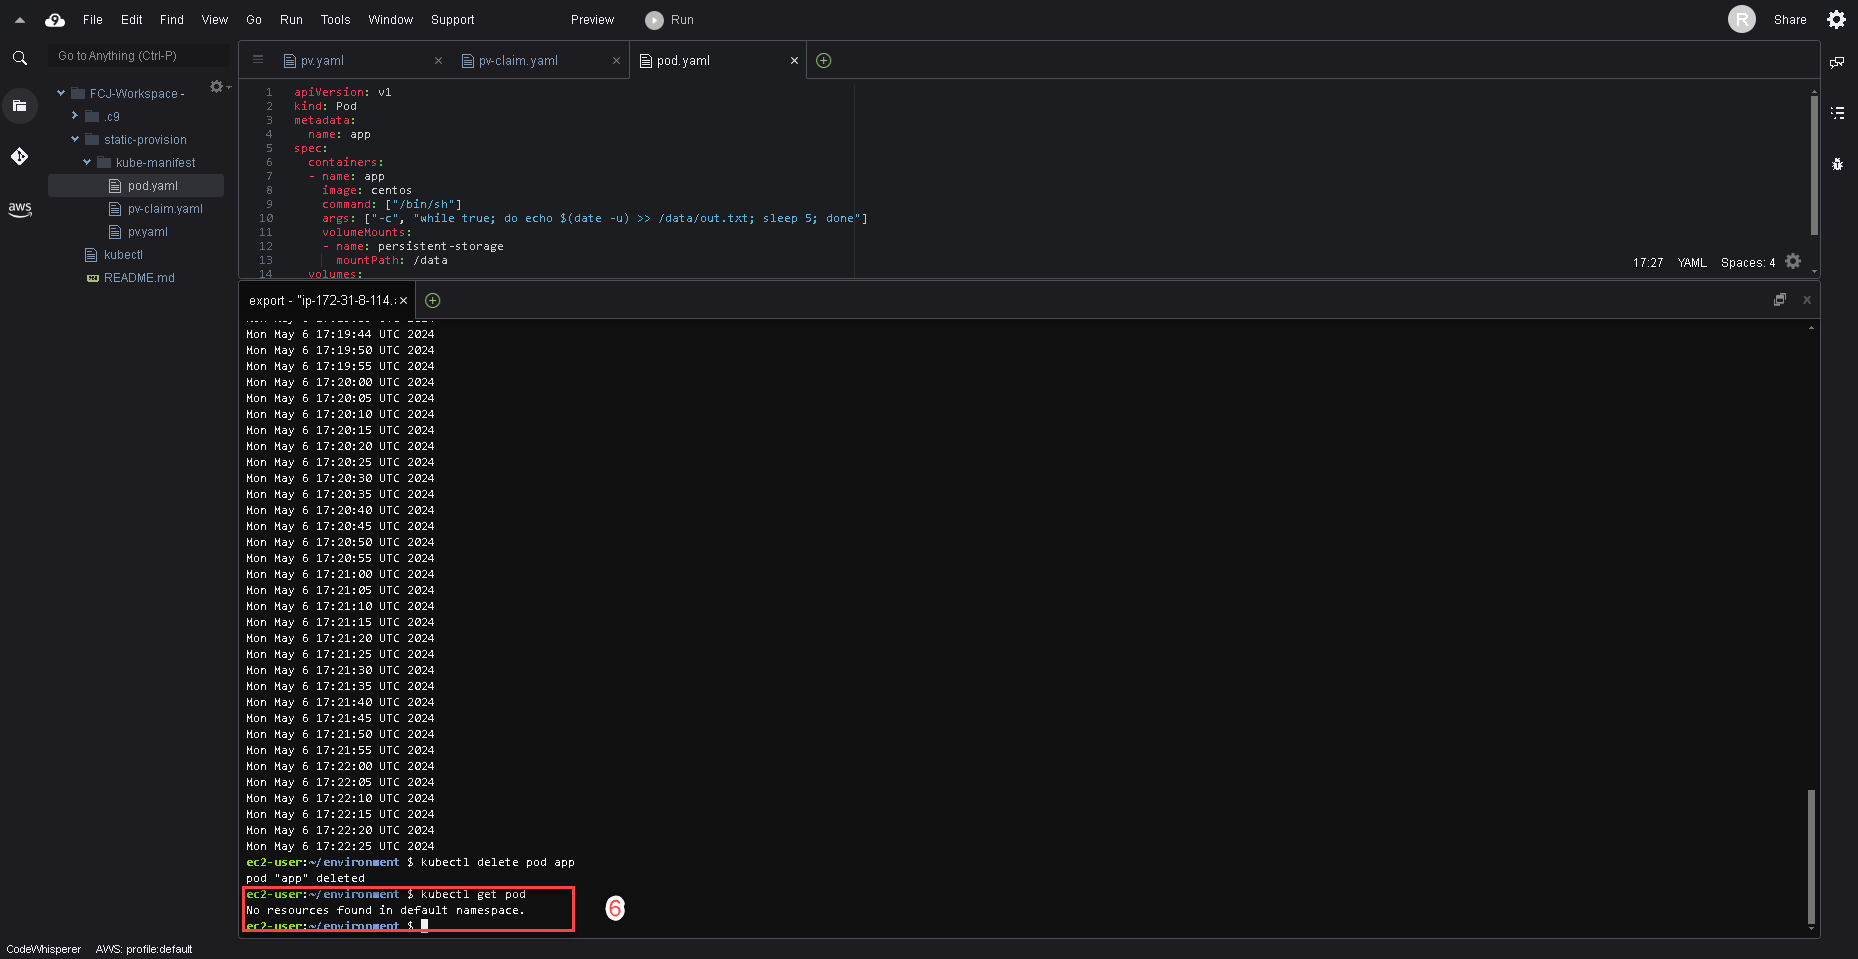 File Edit Find View Go Run Tools Window Support Preview Run R Share
Go to Anything (Ctrl-P)
FCJ-Workspace -
.c9
static-provision
kube-manifest
pod.yaml
pv-claim.yaml
pv.yaml
kubectl
README.md
aws
pv.yaml pv-claim.yaml pod.yaml
1 apiVersion: v1
2 kind: Pod
3 metadata:
4 name: app
5 spec:
6 containers:
7 - name: app
8 image: centos
9 command: ["/bin/sh"]
10 args: ["-c", "while true; do echo $(date -u) >> /data/out.txt; sleep 5; done"]
11 volumeMounts:
12 - name: persistent-storage
13 mountPath: /data
14 volumes:
17:27 YAML Spaces: 4
export - "ip-172-31-8-114.
Mon May 6 17:19:44 UTC 2024
Mon May 6 17:19:50 UTC 2024
Mon May 6 17:19:55 UTC 2024
Mon May 6 17:20:00 UTC 2024
Mon May 6 17:20:05 UTC 2024
Mon May 6 17:20:10 UTC 2024
Mon May 6 17:20:15 UTC 2024
Mon May 6 17:20:20 UTC 2024
Mon May 6 17:20:25 UTC 2024
Mon May 6 17:20:30 UTC 2024
Mon May 6 17:20:35 UTC 2024
Mon May 6 17:20:40 UTC 2024
Mon May 6 17:20:45 UTC 2024
Mon May 6 17:20:50 UTC 2024
Mon May 6 17:20:55 UTC 2024
Mon May 6 17:21:00 UTC 2024
Mon May 6 17:21:05 UTC 2024
Mon May 6 17:21:10 UTC 2024
Mon May 6 17:21:15 UTC 2024
Mon May 6 17:21:20 UTC 2024
Mon May 6 17:21:25 UTC 2024
Mon May 6 17:21:30 UTC 2024
Mon May 6 17:21:35 UTC 2024
Mon May 6 17:21:40 UTC 2024
Mon May 6 17:21:45 UTC 2024
Mon May 6 17:21:50 UTC 2024
Mon May 6 17:21:55 UTC 2024
Mon May 6 17:22:00 UTC 2024
Mon May 6 17:22:05 UTC 2024
Mon May 6 17:22:10 UTC 2024
Mon May 6 17:22:15 UTC 2024
Mon May 6 17:22:20 UTC 2024
Mon May 6 17:22:25 UTC 2024
ec2-user:~/environment $ kubectl delete pod app
pod "app" deleted
ec2-user:~/environment $ kubectl get pod
No resources found in default namespace.
ec2-user:~/environment $
6
CodeWhisperer AWS: profile:default